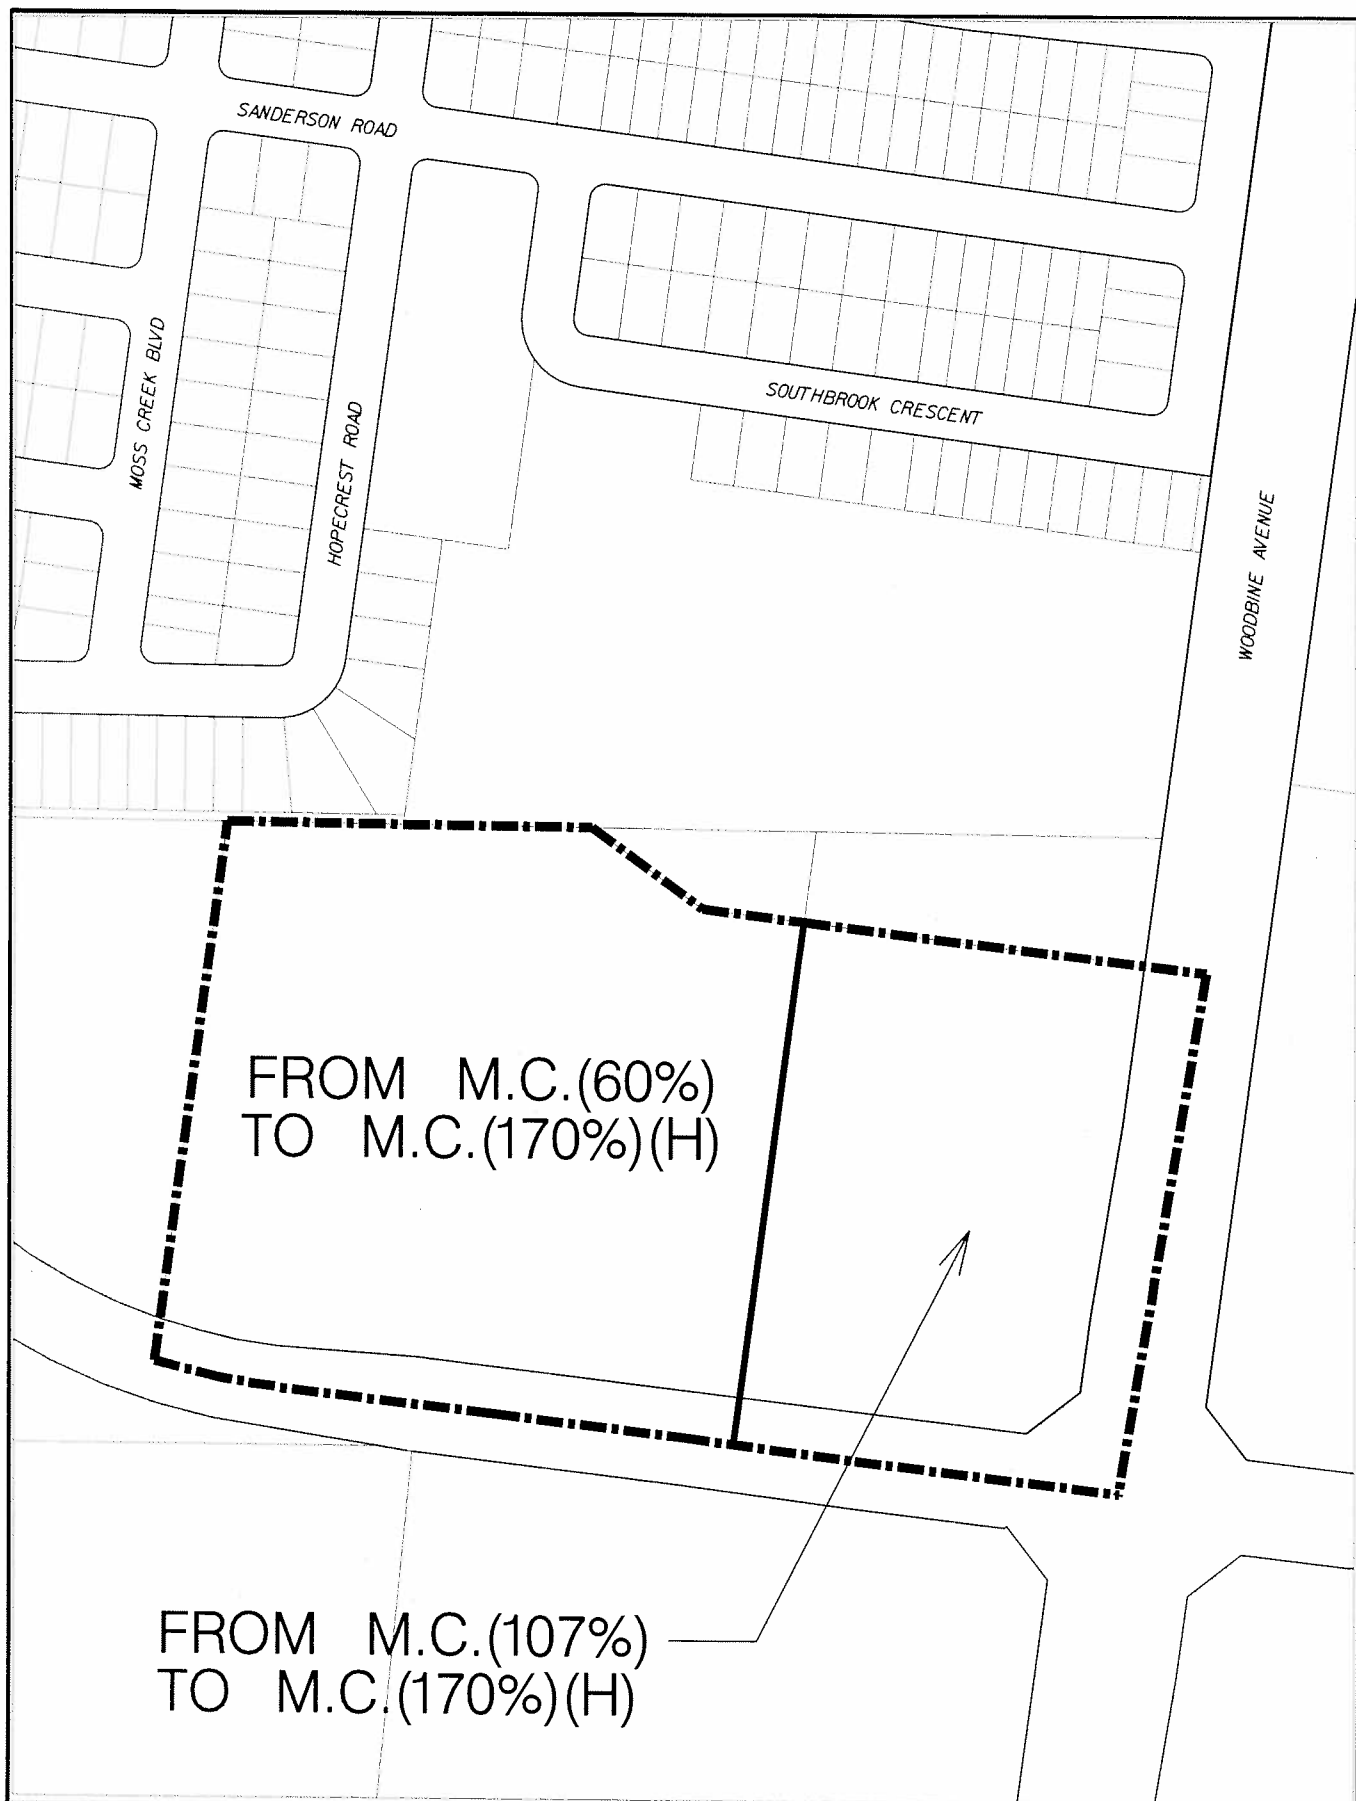 SANDERSON ROAD
MOSS CREEK BLVD
HOPECREST ROAD
SOUTHBROOK CRESCENT
WOODBINE AVENUE
FROM M.C.(60%)
TO M.C.(170%)(H)
FROM M.C.(107%)
TO M.C.(170%)(H)